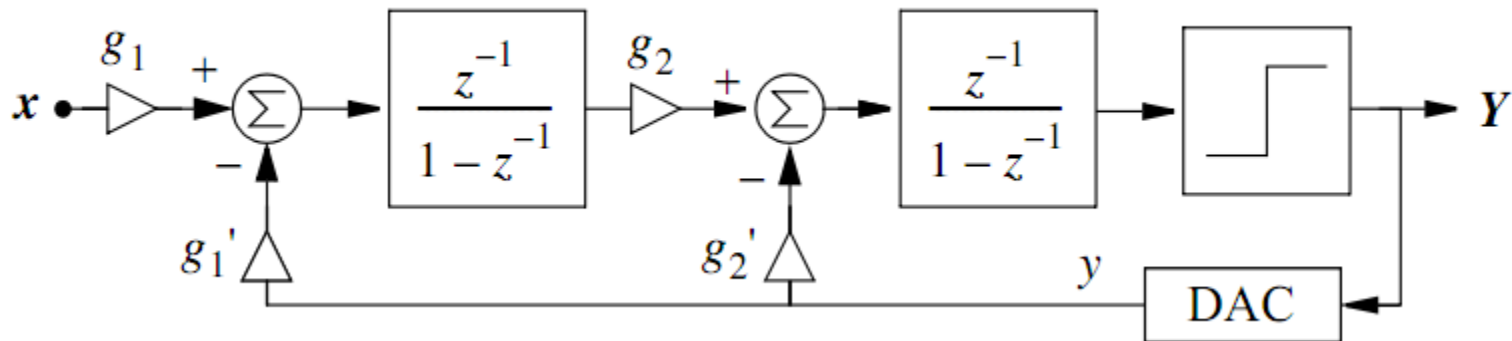 x
g₁
+
Σ
−
g₁'
z⁻¹
1 − z⁻¹
g₂
+
Σ
−
g₂'
z⁻¹
1 − z⁻¹
Y
y
DAC